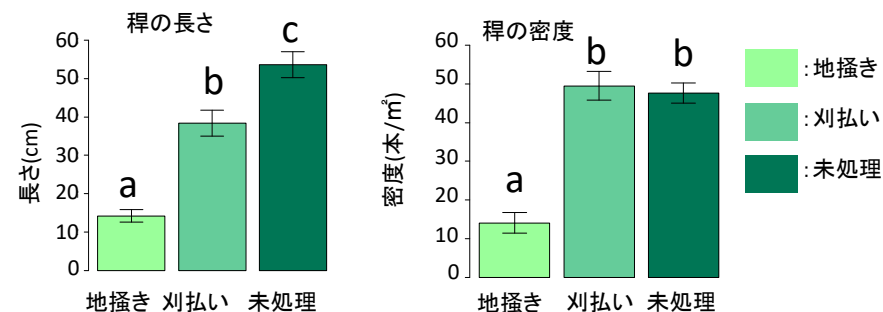 稈の長さ
長さ(cm)
60
50
40
30
20
10
0
a
b
c
地掻き 刈払い 未処理
稈の密度
密度(本/㎡)
60
50
40
30
20
10
0
a
b
b
地掻き 刈払い 未処理
:地掻き
:刈払い
:未処理